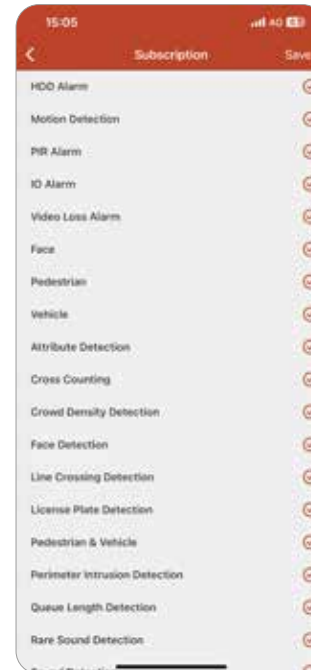 15:05 4G
Subscription Save
HDD Alarm
Motion Detection
PIR Alarm
IO Alarm
Video Loss Alarm
Face
Pedestrian
Vehicle
Attribute Detection
Cross Counting
Crowd Density Detection
Face Detection
Line Crossing Detection
License Plate Detection
Pedestrian & Vehicle
Perimeter Intrusion Detection
Queue Length Detection
Rare Sound Detection